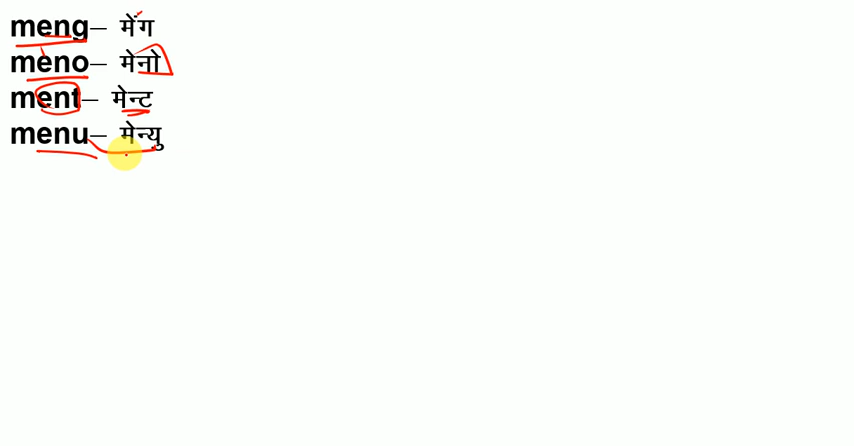 meng– मेंग
meno– मेनो
ment– मेन्ट
menu– मेन्यु